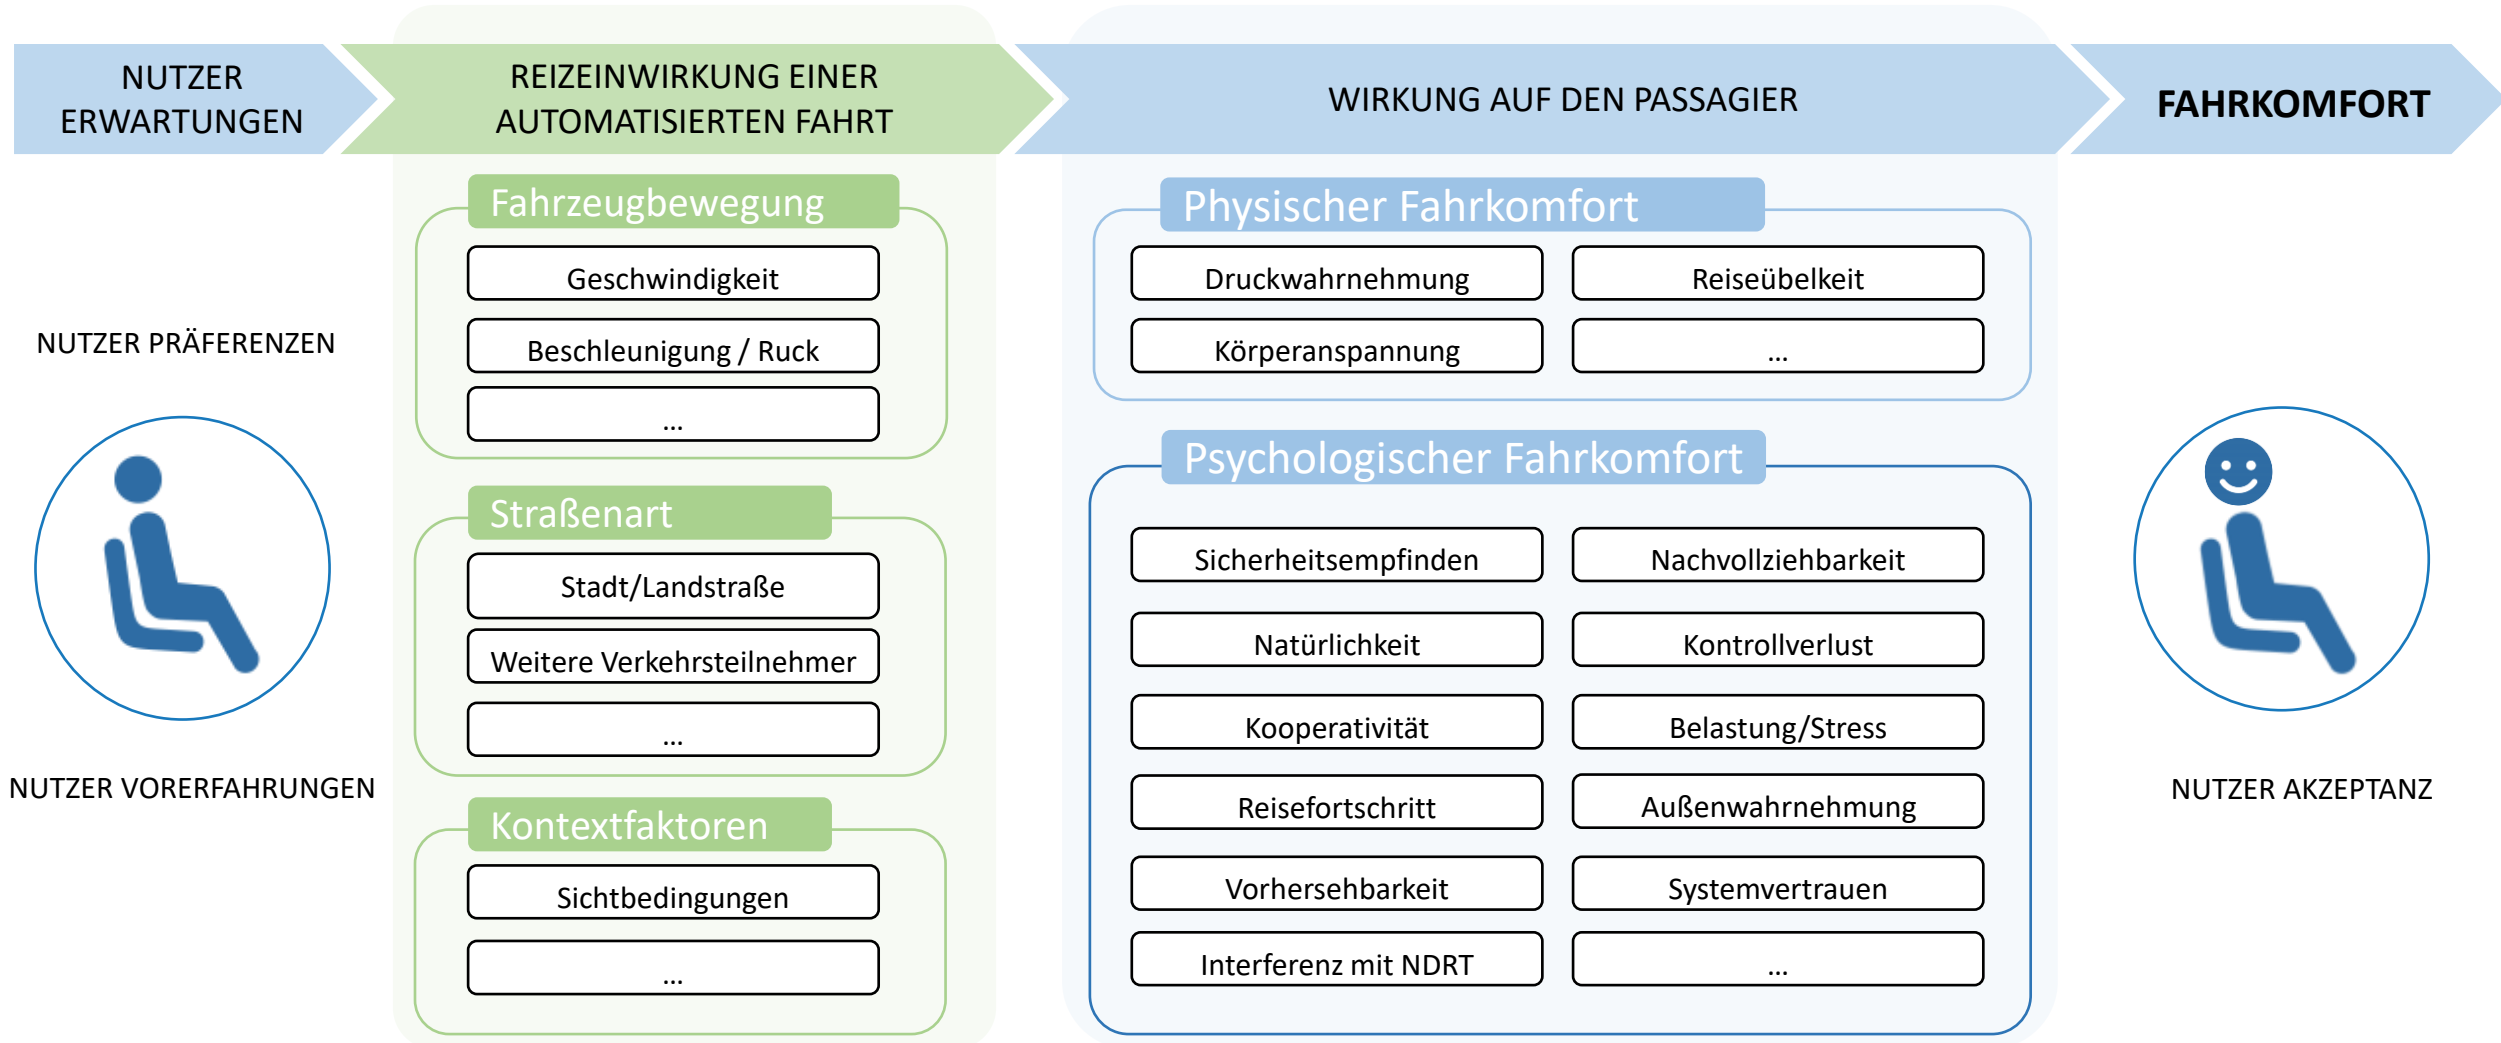 NUTZER
ERWARTUNGEN
REIZEINWIRKUNG EINER
AUTOMATISIERTEN FAHRT
WIRKUNG AUF DEN PASSAGIER
FAHRKOMFORT
NUTZER PRÄFERENZEN
NUTZER VORERFAHRUNGEN
Fahrzeugbewegung
Geschwindigkeit
Beschleunigung / Ruck
...
Straßenart
Stadt/Landstraße
Weitere Verkehrsteilnehmer
...
Kontextfaktoren
Sichtbedingungen
...
Physischer Fahrkomfort
Druckwahrnehmung
Reiseübelkeit
Körperanspannung
...
Psychologischer Fahrkomfort
Sicherheitsempfinden
Nachvollziehbarkeit
Natürlichkeit
Kontrollverlust
Kooperativität
Belastung/Stress
Reisefortschritt
Außenwahrnehmung
Vorhersehbarkeit
Systemvertrauen
Interferenz mit NDRT
...
NUTZER AKZEPTANZ